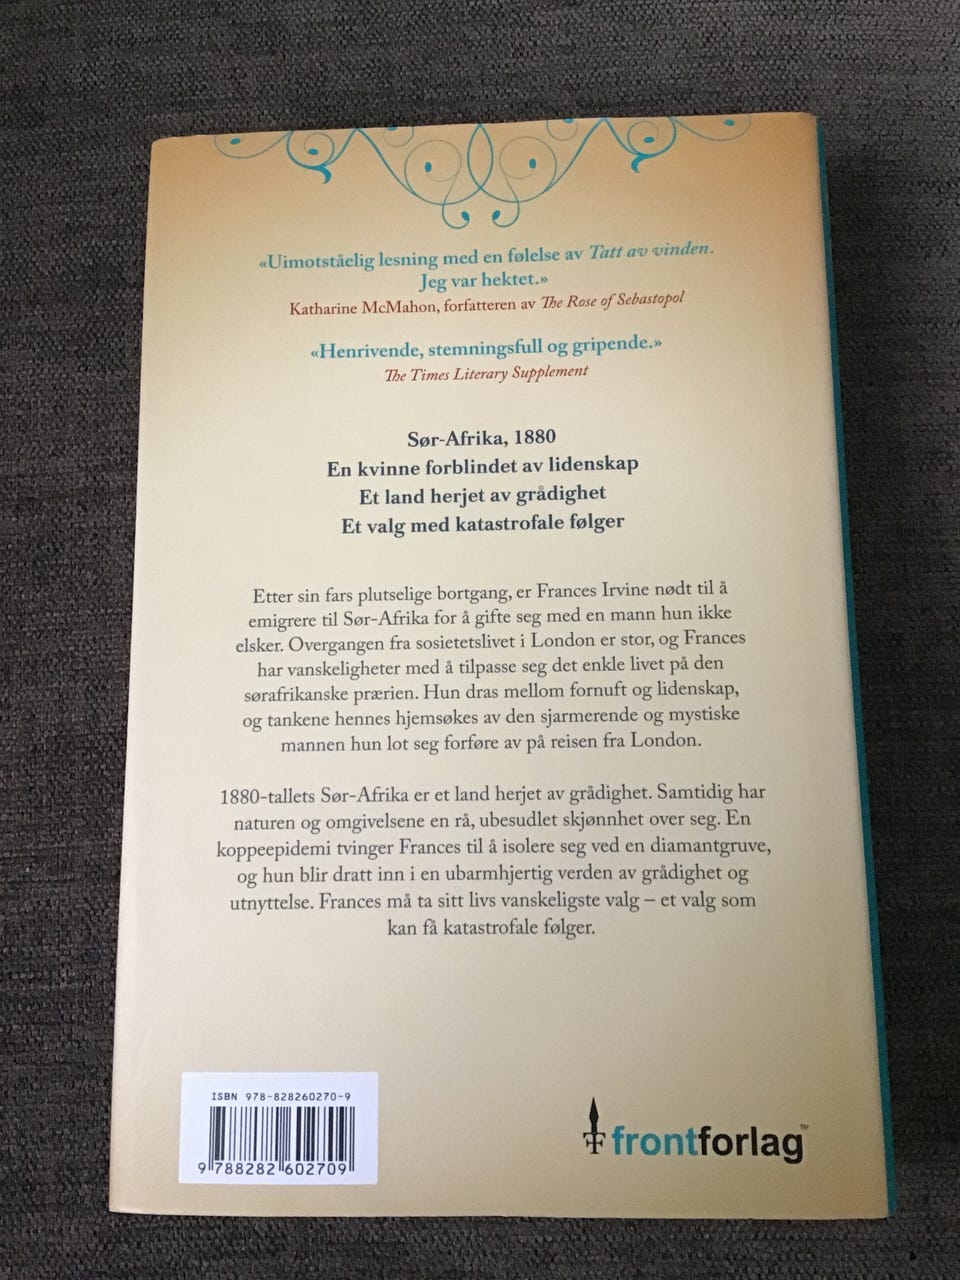 «Uimotståelig lesning med en følelse av Tatt av vinden.
Jeg var hektet.»
Katharine McMahon, forfatteren av The Rose of Sebastopol
«Henrivende, stemningsfull og gripende.»
The Times Literary Supplement
Sør-Afrika, 1880
En kvinne forblindet av lidenskap
Et land herjet av grådighet
Et valg med katastrofale følger
Etter sin fars plutselige bortgang, er Frances Irvine nødt til å
emigrere til Sør-Afrika for å gifte seg med en mann hun ikke
elsker. Overgangen fra sosietetslivet i London er stor, og Frances
har vanskeligheter med å tilpasse seg det enkle livet på den
sørafrikanske prærien. Hun dras mellom fornuft og lidenskap,
og tankene hennes hjemsøkes av den sjarmerende og mystiske
mannen hun lot seg forføre av på reisen fra London.
1880-tallets Sør-Afrika er et land herjet av grådighet. Samtidig har
naturen og omgivelsene en rå, ubesudlet skjønnhet over seg. En
koppeepidemi tvinger Frances til å isolere seg ved en diamantgruve,
og hun blir dratt inn i en ubarmhjertig verden av grådighet og
utnyttelse. Frances må ta sitt livs vanskeligste valg – et valg som
kan få katastrofale følger.
ISBN 978-828260270-9
9 788282 602709
frontforlag™